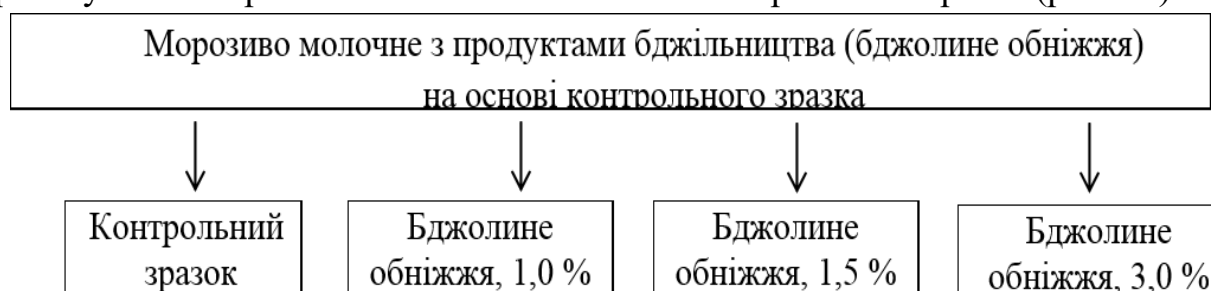 Морозиво молочне з продуктами бджільництва (бджолине обніжжя)
на основі контрольного зразка
Контрольний
зразок
Бджолине
обніжжя, 1,0 %
Бджолине
обніжжя, 1,5 %
Бджолине
обніжжя, 3,0 %